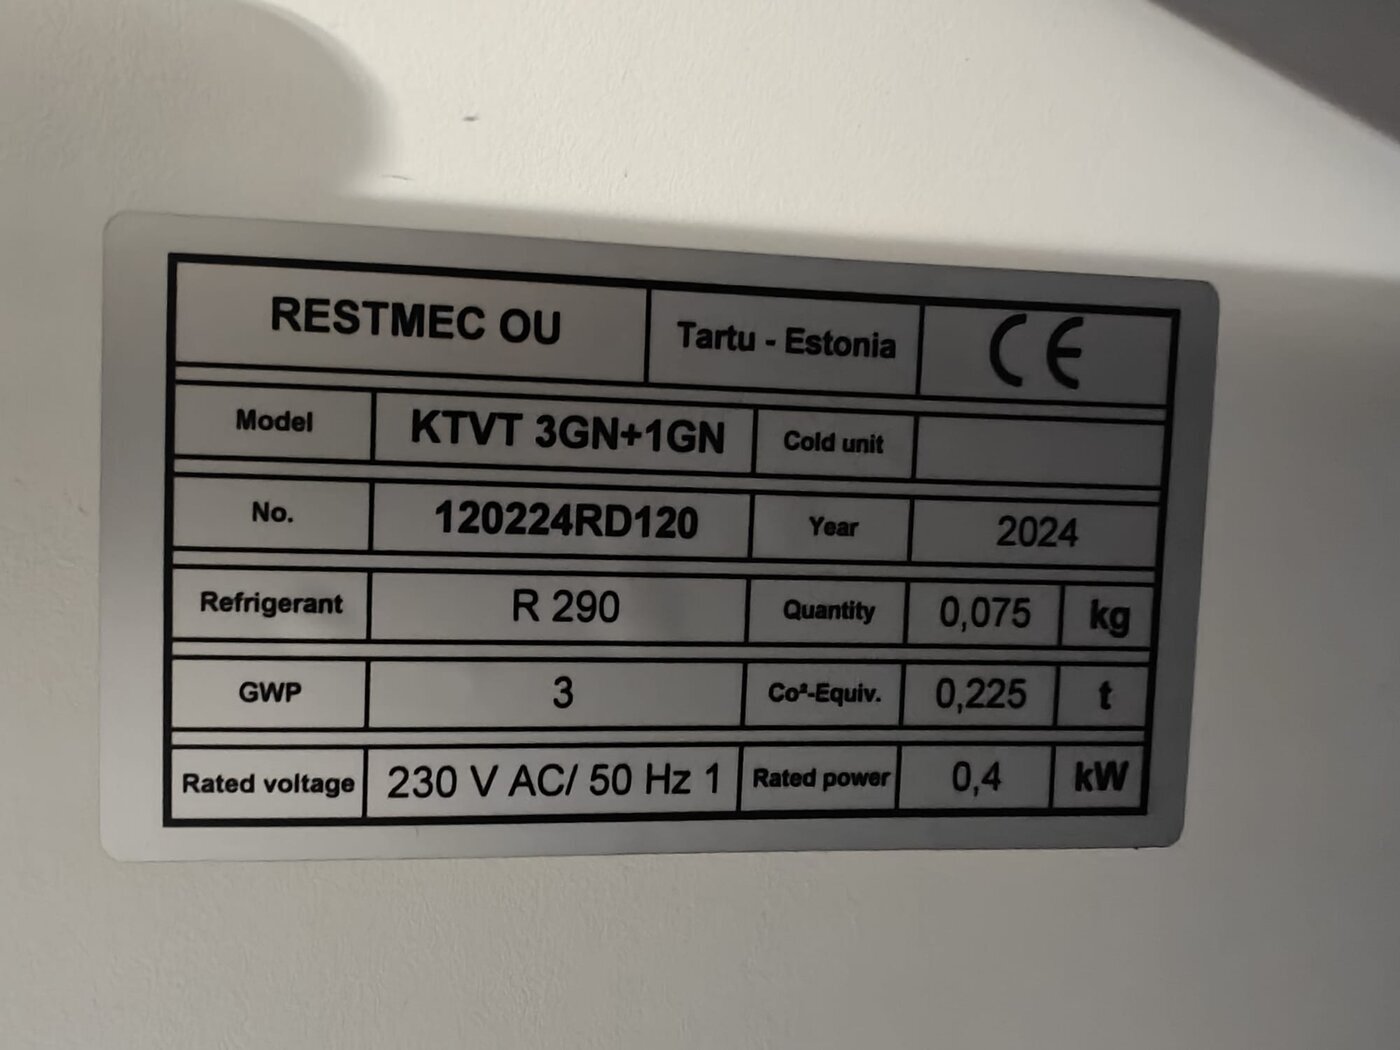 RESTMEC OU Tartu - Estonia CE
Model KTVT 3GN+1GN Cold unit
No. 120224RD120 Year 2024
Refrigerant R 290 Quantity 0,075 kg
GWP 3 Co²-Equiv. 0,225 t
Rated voltage 230 V AC/ 50 Hz 1 Rated power 0,4 kW